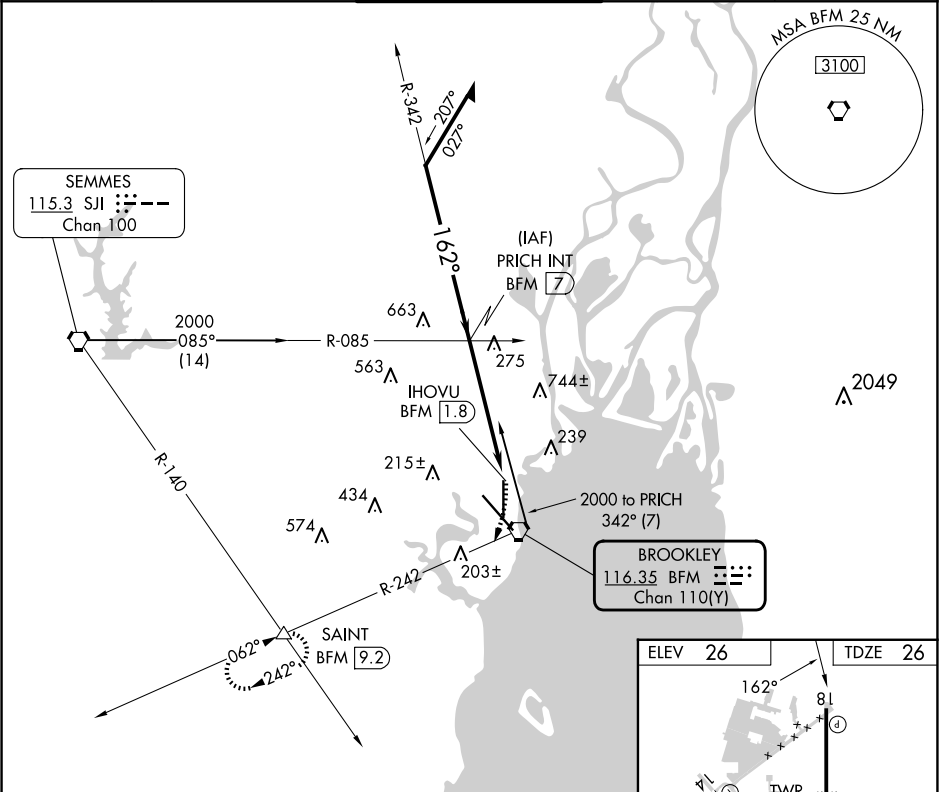 MSA BFM 25 NM
3100
R-342
207°
027°
SEMMES
115.3 SJI
Chan 100
162°
(IAF)
PRICH INT
BFM 7
2000
085°
(14)
R-085
663
275
563
744±
2049
IHOVU
BFM 1.8
239
R-140
215±
434
574
2000 to PRICH
342° (7)
BROOKLEY
116.35 BFM
Chan 110(Y)
203±
R-242
SAINT
BFM 9.2
062°
242°
ELEV 26
TDZE 26
162°
18
P
14
TWR